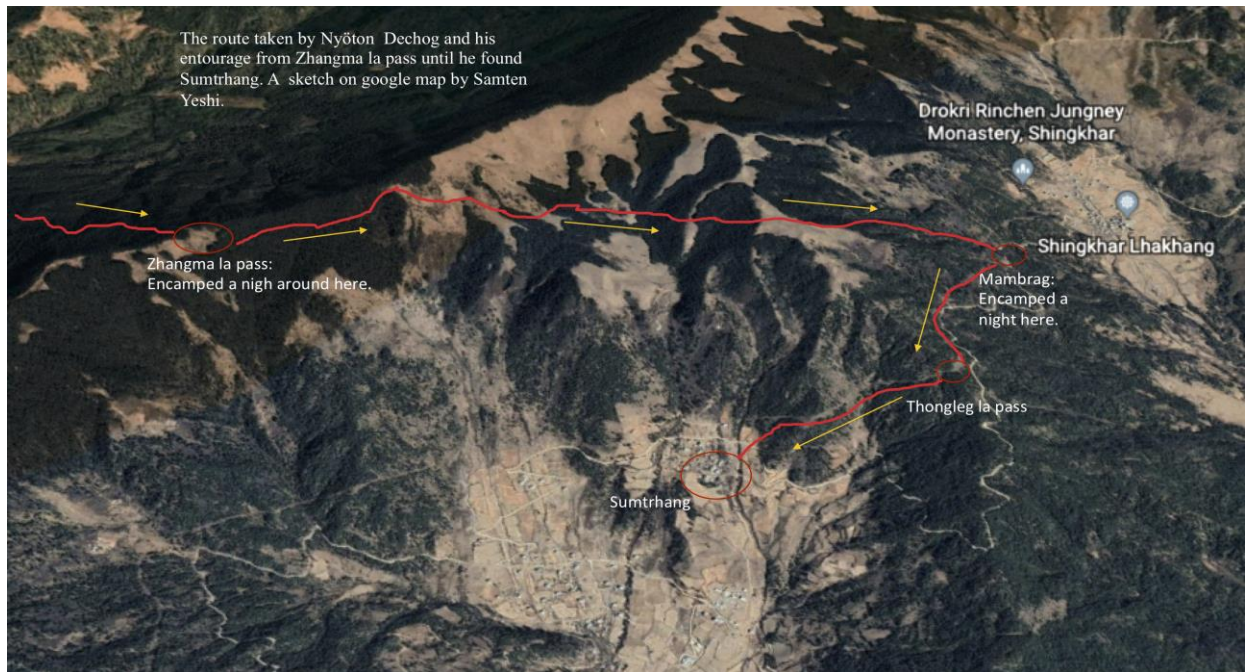 The route taken by Nyöton  Dechog and his
entourage from Zhangma la pass until he found
Sumtrhang. A  sketch on google map by Samten
Yeshi.
Drokri Rinchen Jungney
Monastery, Shingkhar
Shingkhar Lhakhang
Zhangma la pass:
Encamped a nigh around here.
Mambrag:
Encamped a
night here.
Thongleg la pass
Sumtrhang